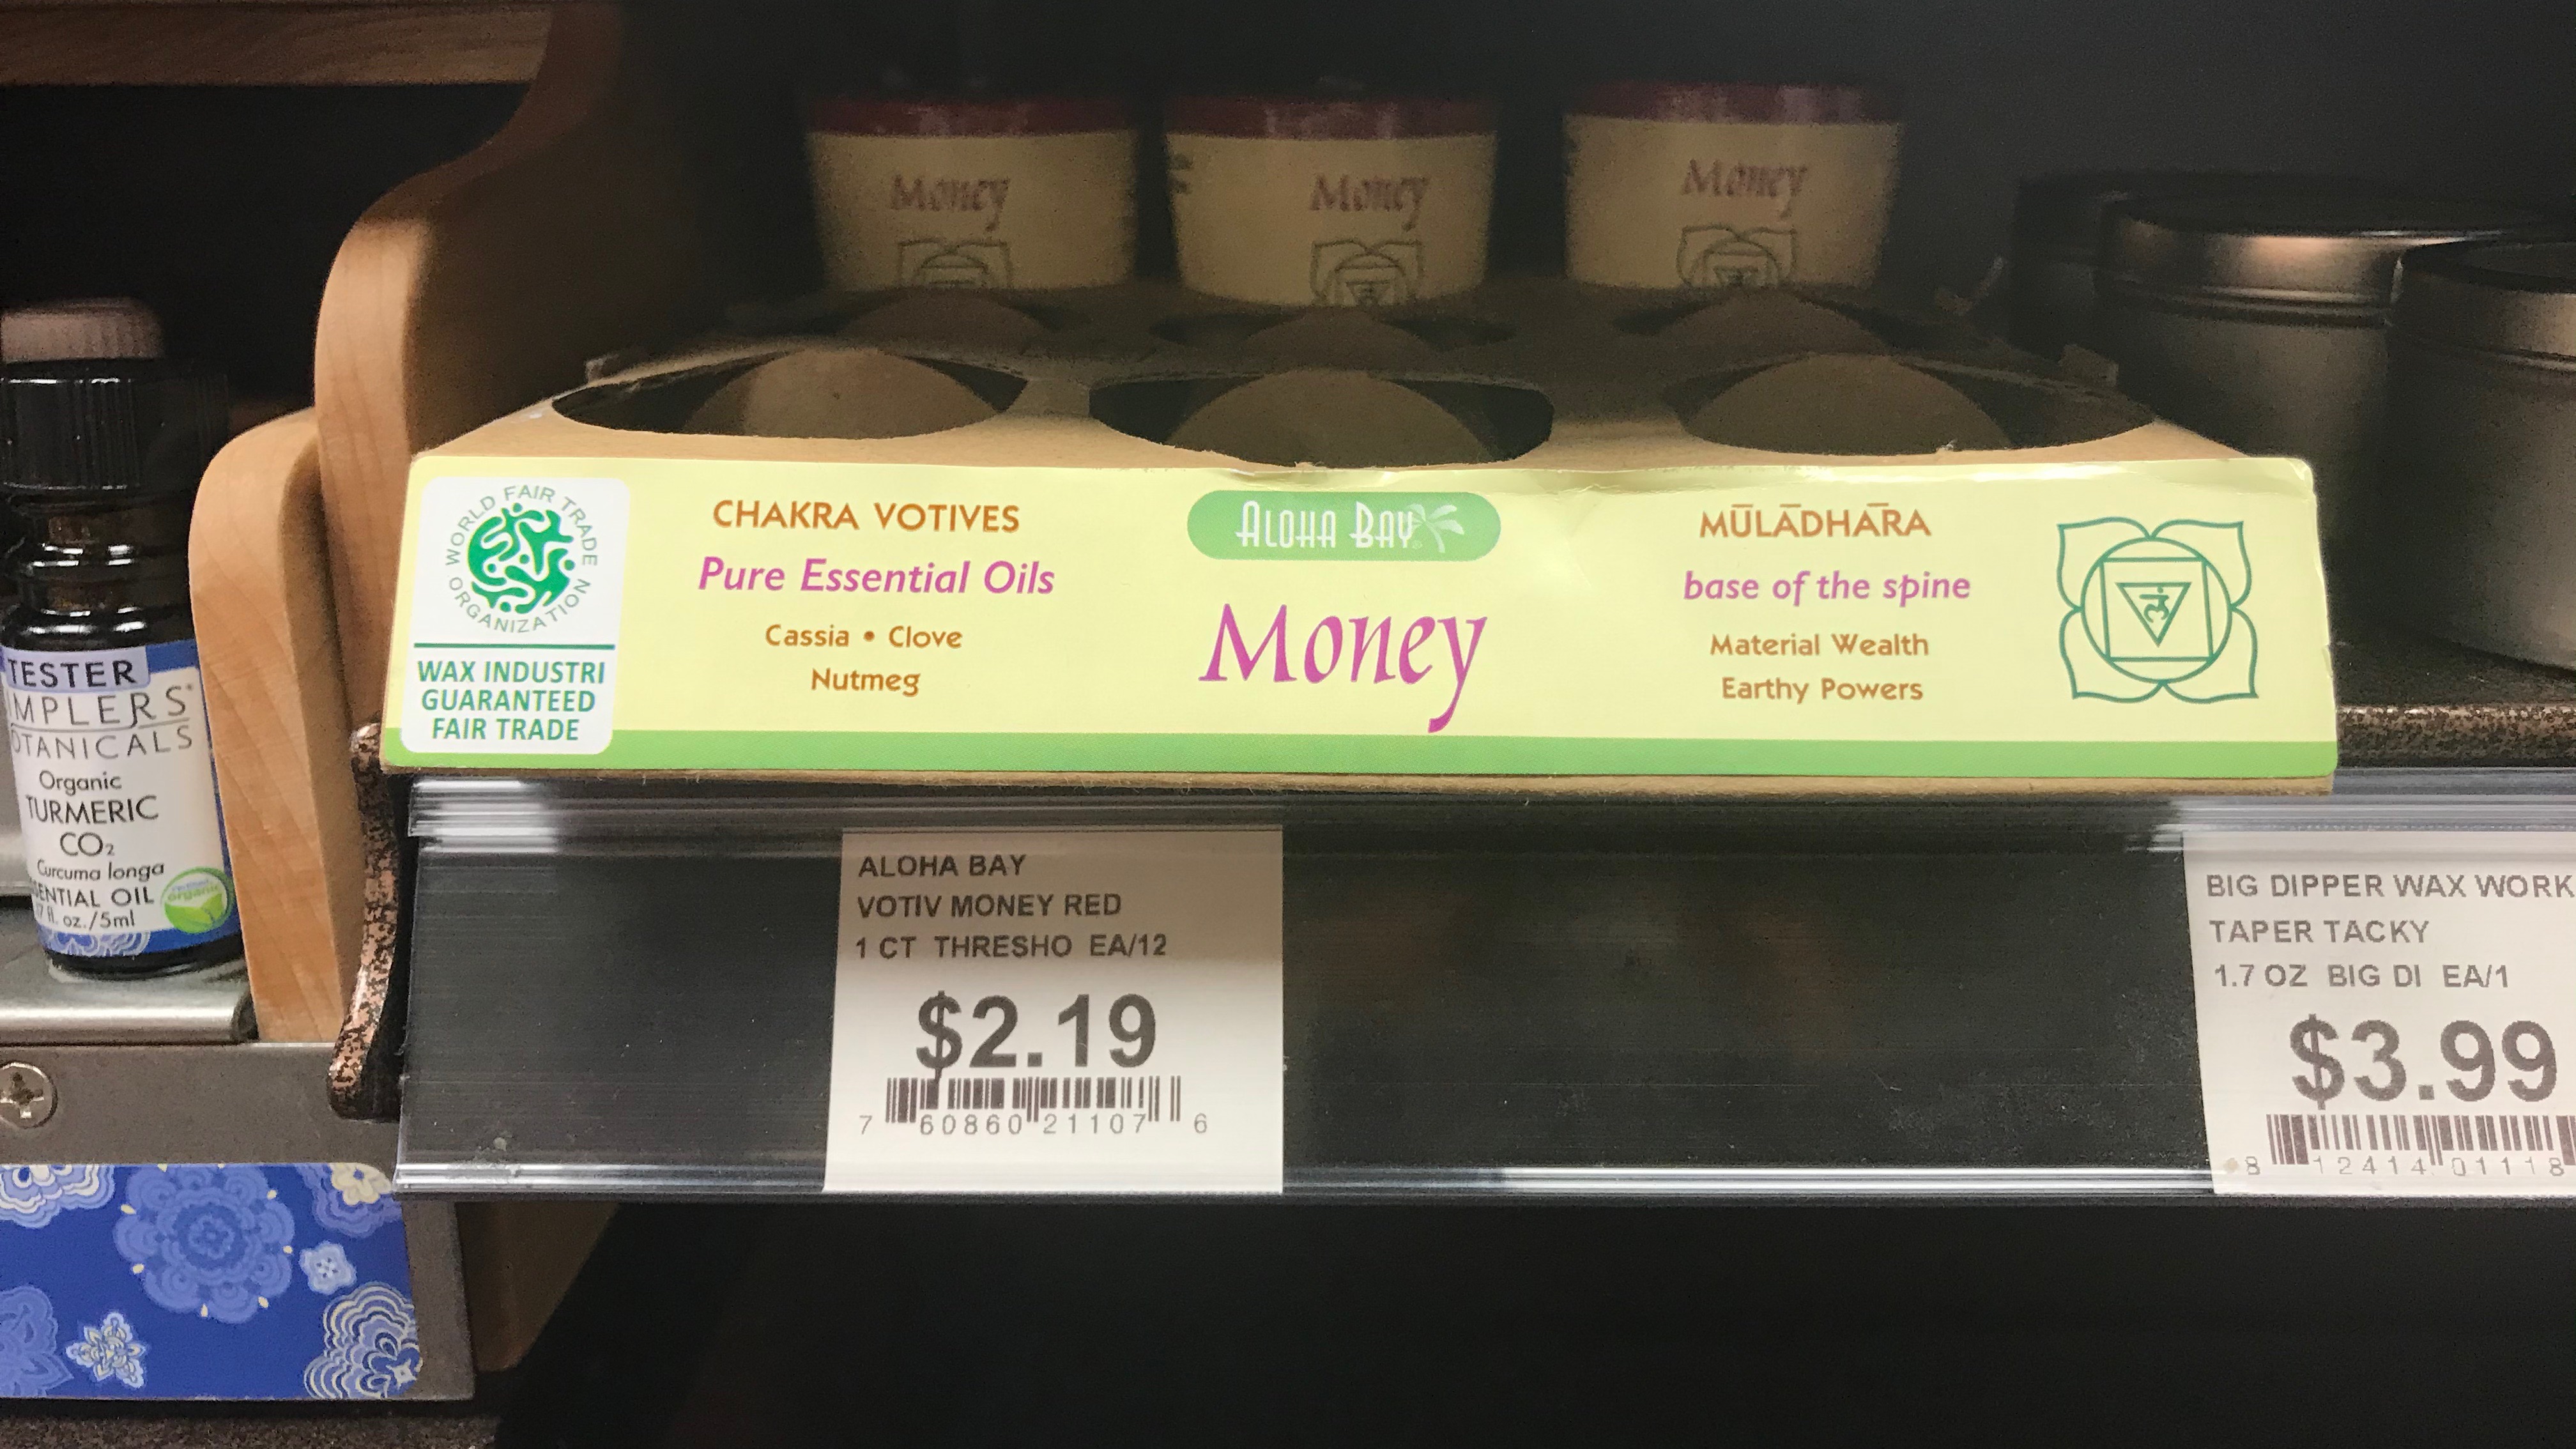 Money
Money
Money
WORLD FAIR TRADE ORGANIZATION
WAX INDUSTRI
GUARANTEED
FAIR TRADE
CHAKRA VOTIVES
Pure Essential Oils
Cassia • Clove
Nutmeg
ALOHA BAY
Money
MŪLĀDHĀRA
base of the spine
Material Wealth
Earthy Powers
लं
TESTER
IMPLERS
OTANICALS
Organic
TURMERIC
CO₂
Curcuma longa
ENTIAL OIL
7 fl. oz./5ml
organic
ALOHA BAY
VOTIV MONEY RED
1 CT THRESHO EA/12
$2.19
7 60860 21107 6
BIG DIPPER WAX WORK
TAPER TACKY
1.7 OZ BIG DI EA/1
$3.99
8 12414 01118